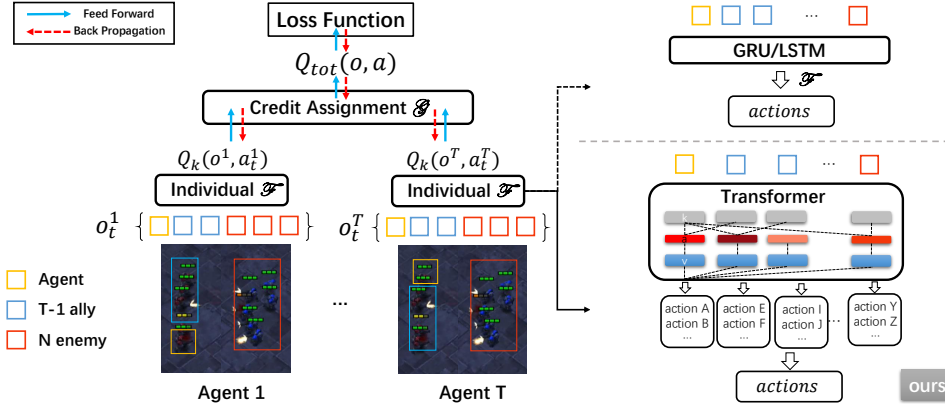 Feed Forward
Back Propagation
Loss Function
Q_{tot}(o, a)
Credit Assignment 𝒢
Q_k(o^1, a_t^1)
Q_k(o^T, a_t^T)
Individual ℱ
Individual ℱ
o_t^1 { }
o_t^T { }
Agent
T-1 ally
N enemy
...
Agent 1
Agent T
...
GRU/LSTM
ℱ
actions
...
Transformer
v
action A
action B
...
action E
action F
...
action I
action J
...
...
action Y
action Z
...
actions
ours